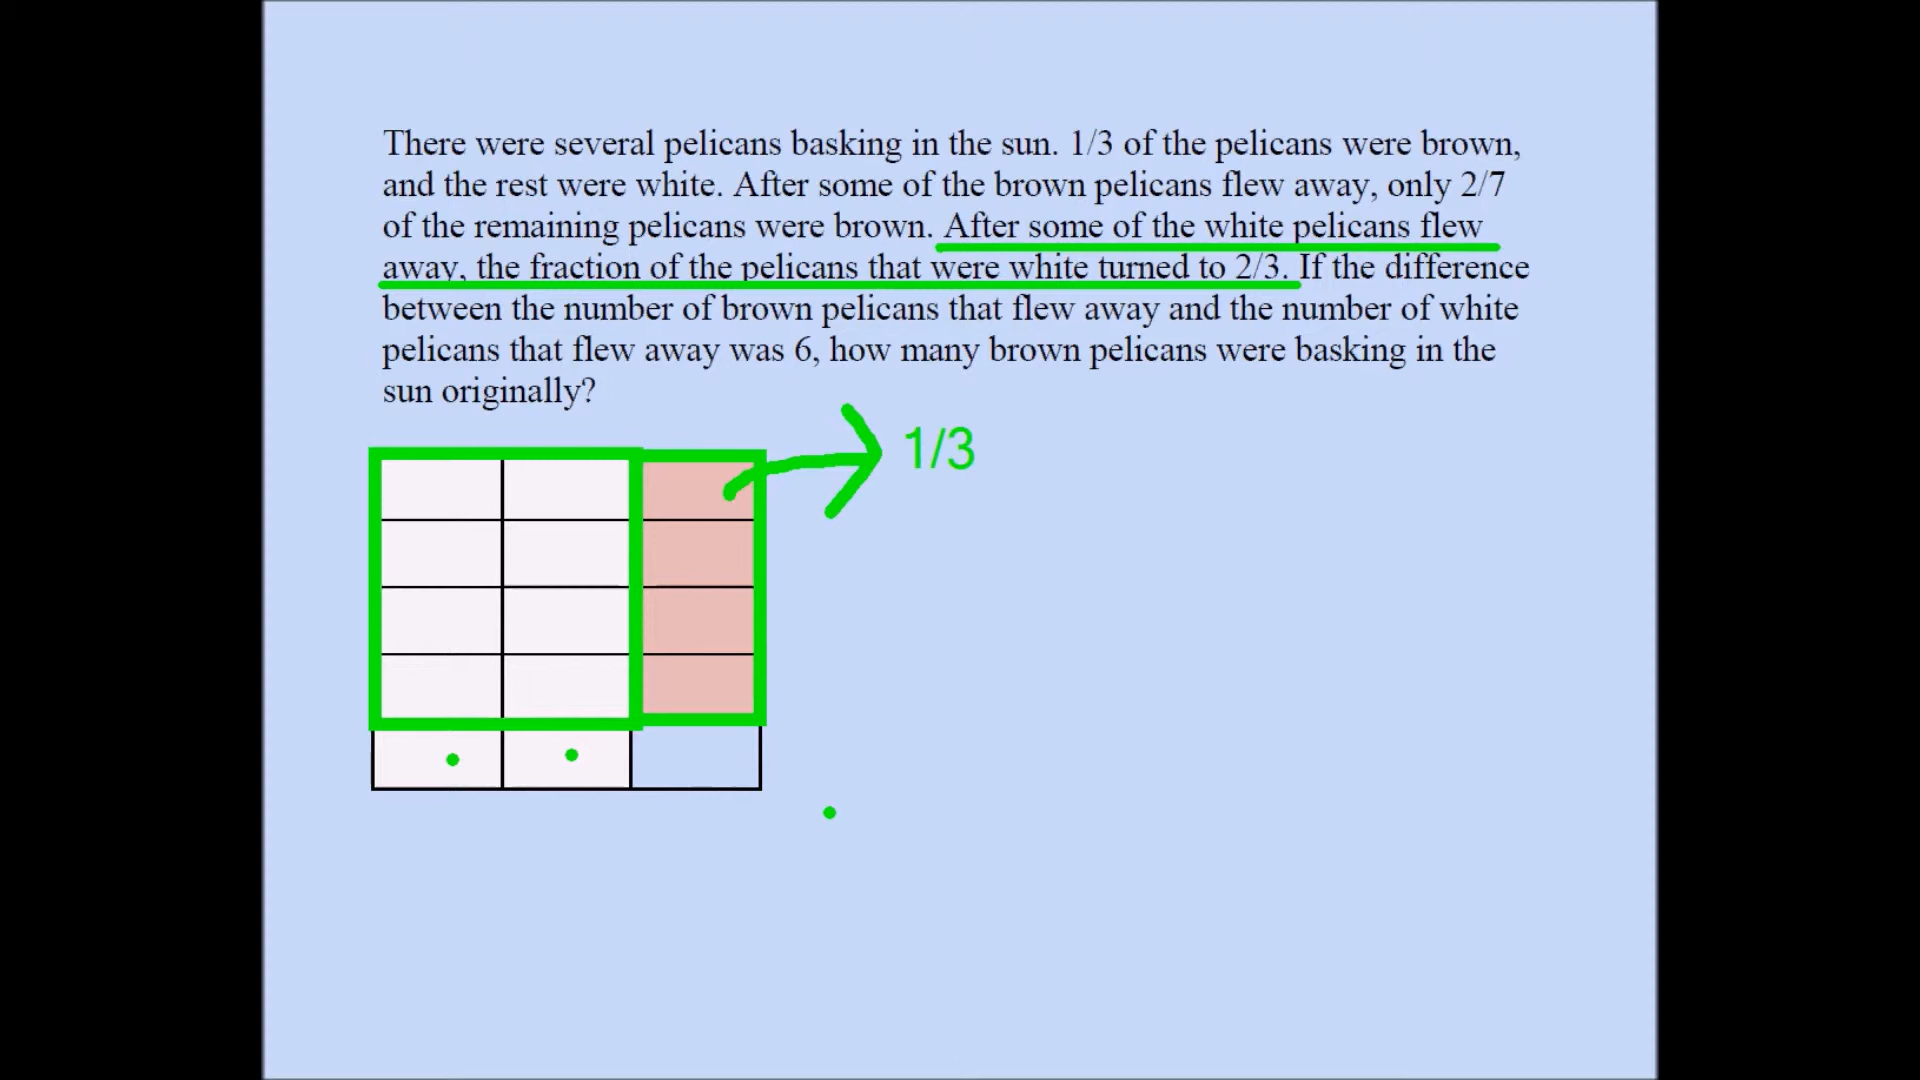 There were several pelicans basking in the sun. 1/3 of the pelicans were brown,
and the rest were white. After some of the brown pelicans flew away, only 2/7
of the remaining pelicans were brown. After some of the white pelicans flew
away, the fraction of the pelicans that were white turned to 2/3. If the difference
between the number of brown pelicans that flew away and the number of white
pelicans that flew away was 6, how many brown pelicans were basking in the
sun originally?
1/3